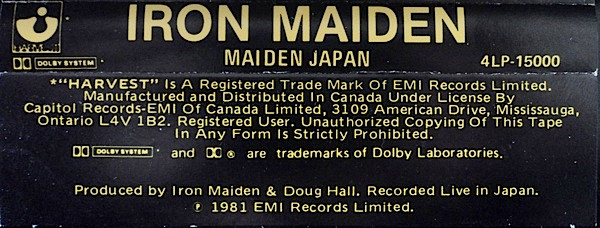 IRON MAIDEN
HARVEST
DOLBY SYSTEM
MAIDEN JAPAN
4LP-15000
*"HARVEST" Is A Registered Trade Mark Of EMI Records Limited.
Manufactured and Distributed In Canada Under License By
Capitol Records-EMI Of Canada Limited, 3109 American Drive, Mississauga,
Ontario L4V 1B2. Registered User. Unauthorized Copying Of This Tape
In Any Form Is Strictly Prohibited.
DOLBY SYSTEM and ® are trademarks of Dolby Laboratories.
Produced by Iron Maiden & Doug Hall. Recorded Live in Japan.
℗ 1981 EMI Records Limited.